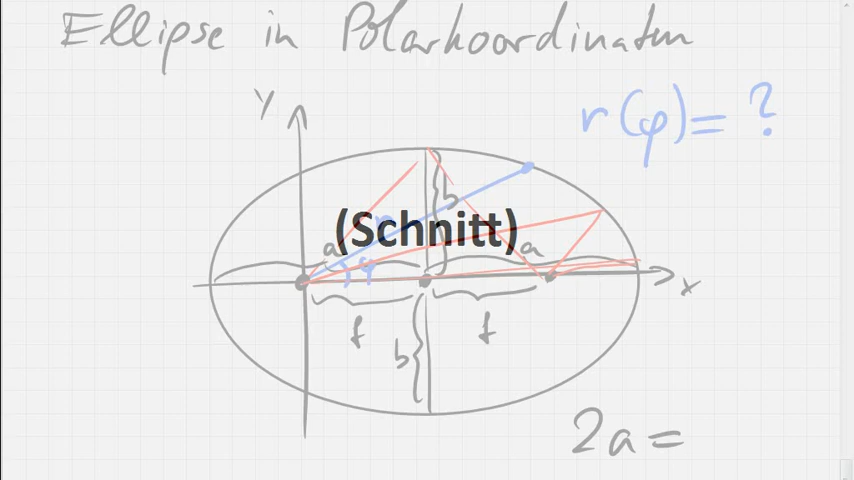 Ellipse in Polarkoordinaten
y
r(φ) = ?
b
(Schnitt)
r
a
a
φ
x
f
f
b
2a =